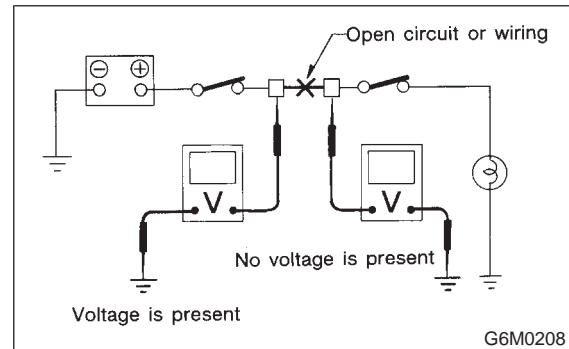 Open circuit or wiring
⊖ ⊕
V
V
No voltage is present
Voltage is present
G6M0208